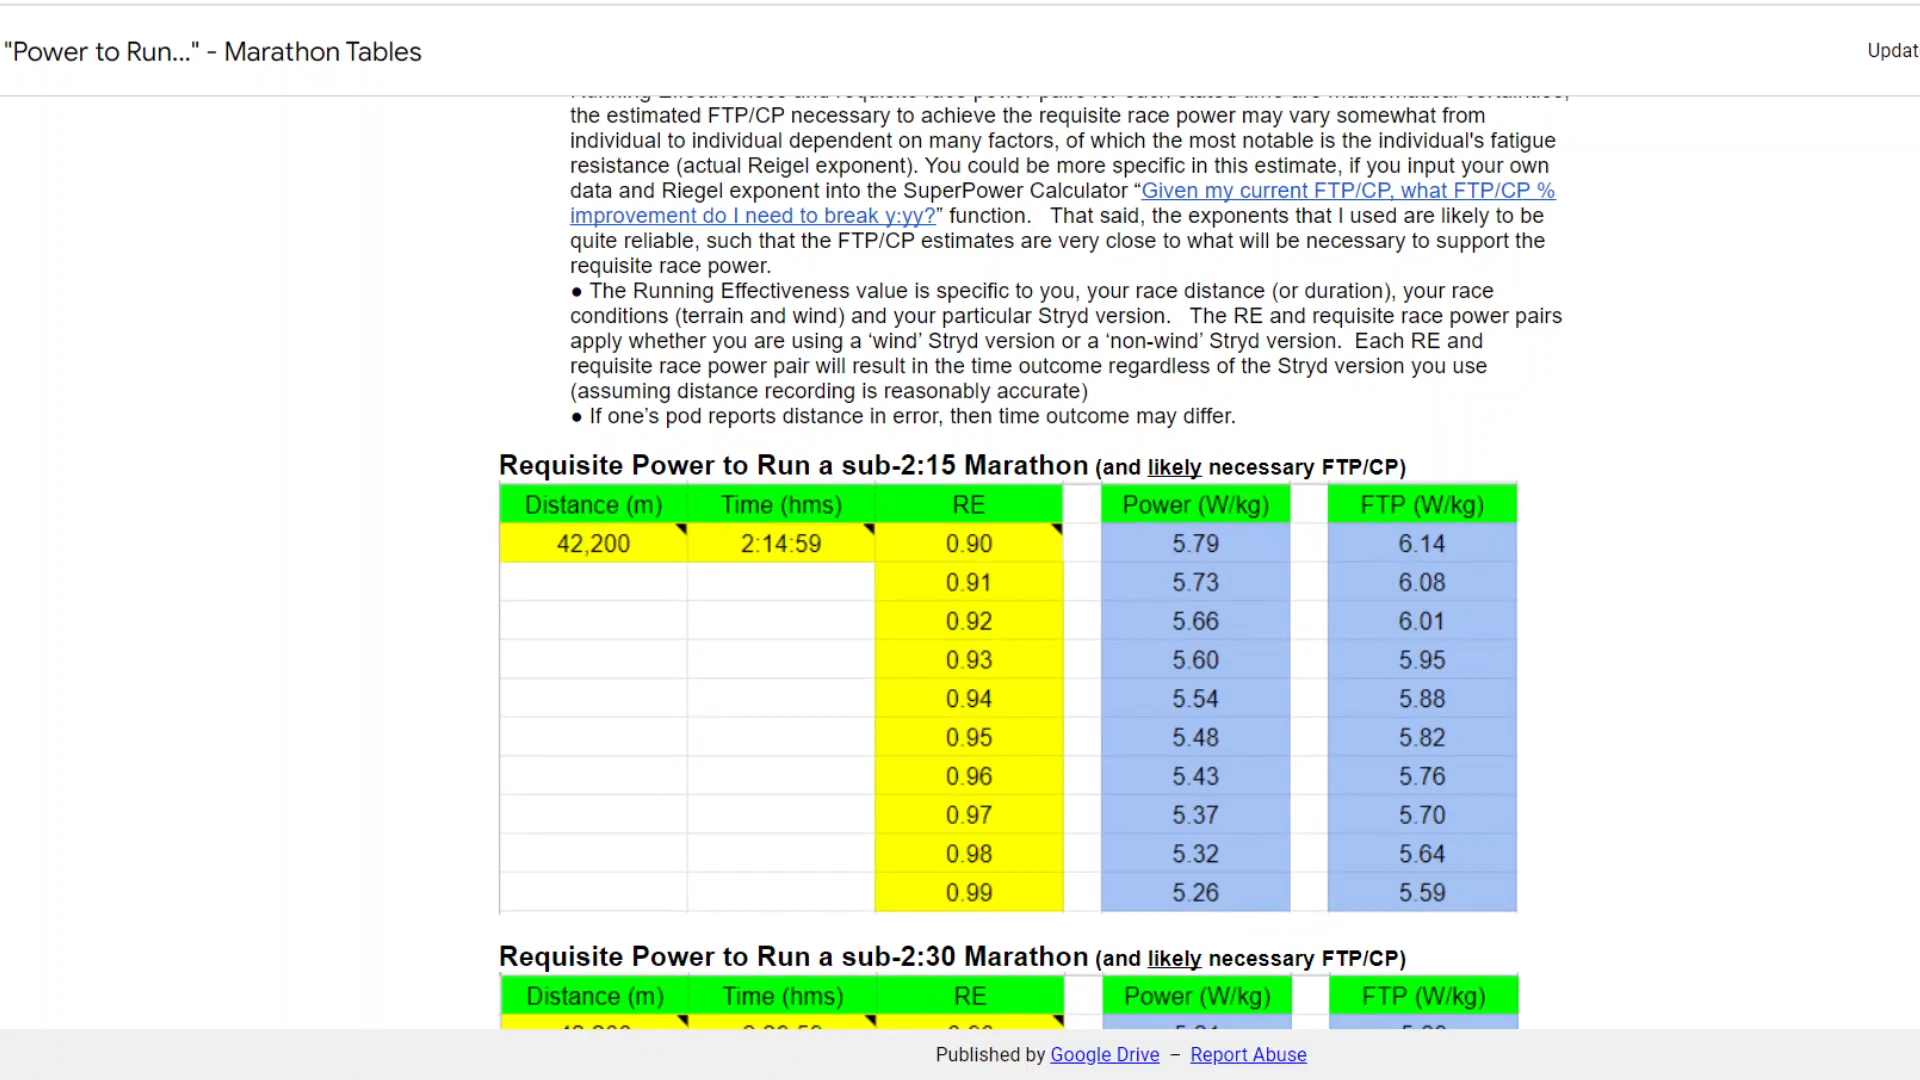 "Power to Run..." - Marathon Tables
Updat
the estimated FTP/CP necessary to achieve the requisite race power may vary somewhat from
individual to individual dependent on many factors, of which the most notable is the individual's fatigue
resistance (actual Reigel exponent). You could be more specific in this estimate, if you input your own
data and Riegel exponent into the SuperPower Calculator “Given my current FTP/CP, what FTP/CP %
improvement do I need to break y:yy?” function. That said, the exponents that I used are likely to be
quite reliable, such that the FTP/CP estimates are very close to what will be necessary to support the
requisite race power.
● The Running Effectiveness value is specific to you, your race distance (or duration), your race
conditions (terrain and wind) and your particular Stryd version. The RE and requisite race power pairs
apply whether you are using a ‘wind’ Stryd version or a ‘non-wind’ Stryd version. Each RE and
requisite race power pair will result in the time outcome regardless of the Stryd version you use
(assuming distance recording is reasonably accurate)
● If one’s pod reports distance in error, then time outcome may differ.
Requisite Power to Run a sub-2:15 Marathon (and likely necessary FTP/CP)
Distance (m) Time (hms) RE Power (W/kg) FTP (W/kg)
42,200 2:14:59 0.90 5.79 6.14
0.91 5.73 6.08
0.92 5.66 6.01
0.93 5.60 5.95
0.94 5.54 5.88
0.95 5.48 5.82
0.96 5.43 5.76
0.97 5.37 5.70
0.98 5.32 5.64
0.99 5.26 5.59
Requisite Power to Run a sub-2:30 Marathon (and likely necessary FTP/CP)
Distance (m) Time (hms) RE Power (W/kg) FTP (W/kg)
Published by Google Drive – Report Abuse